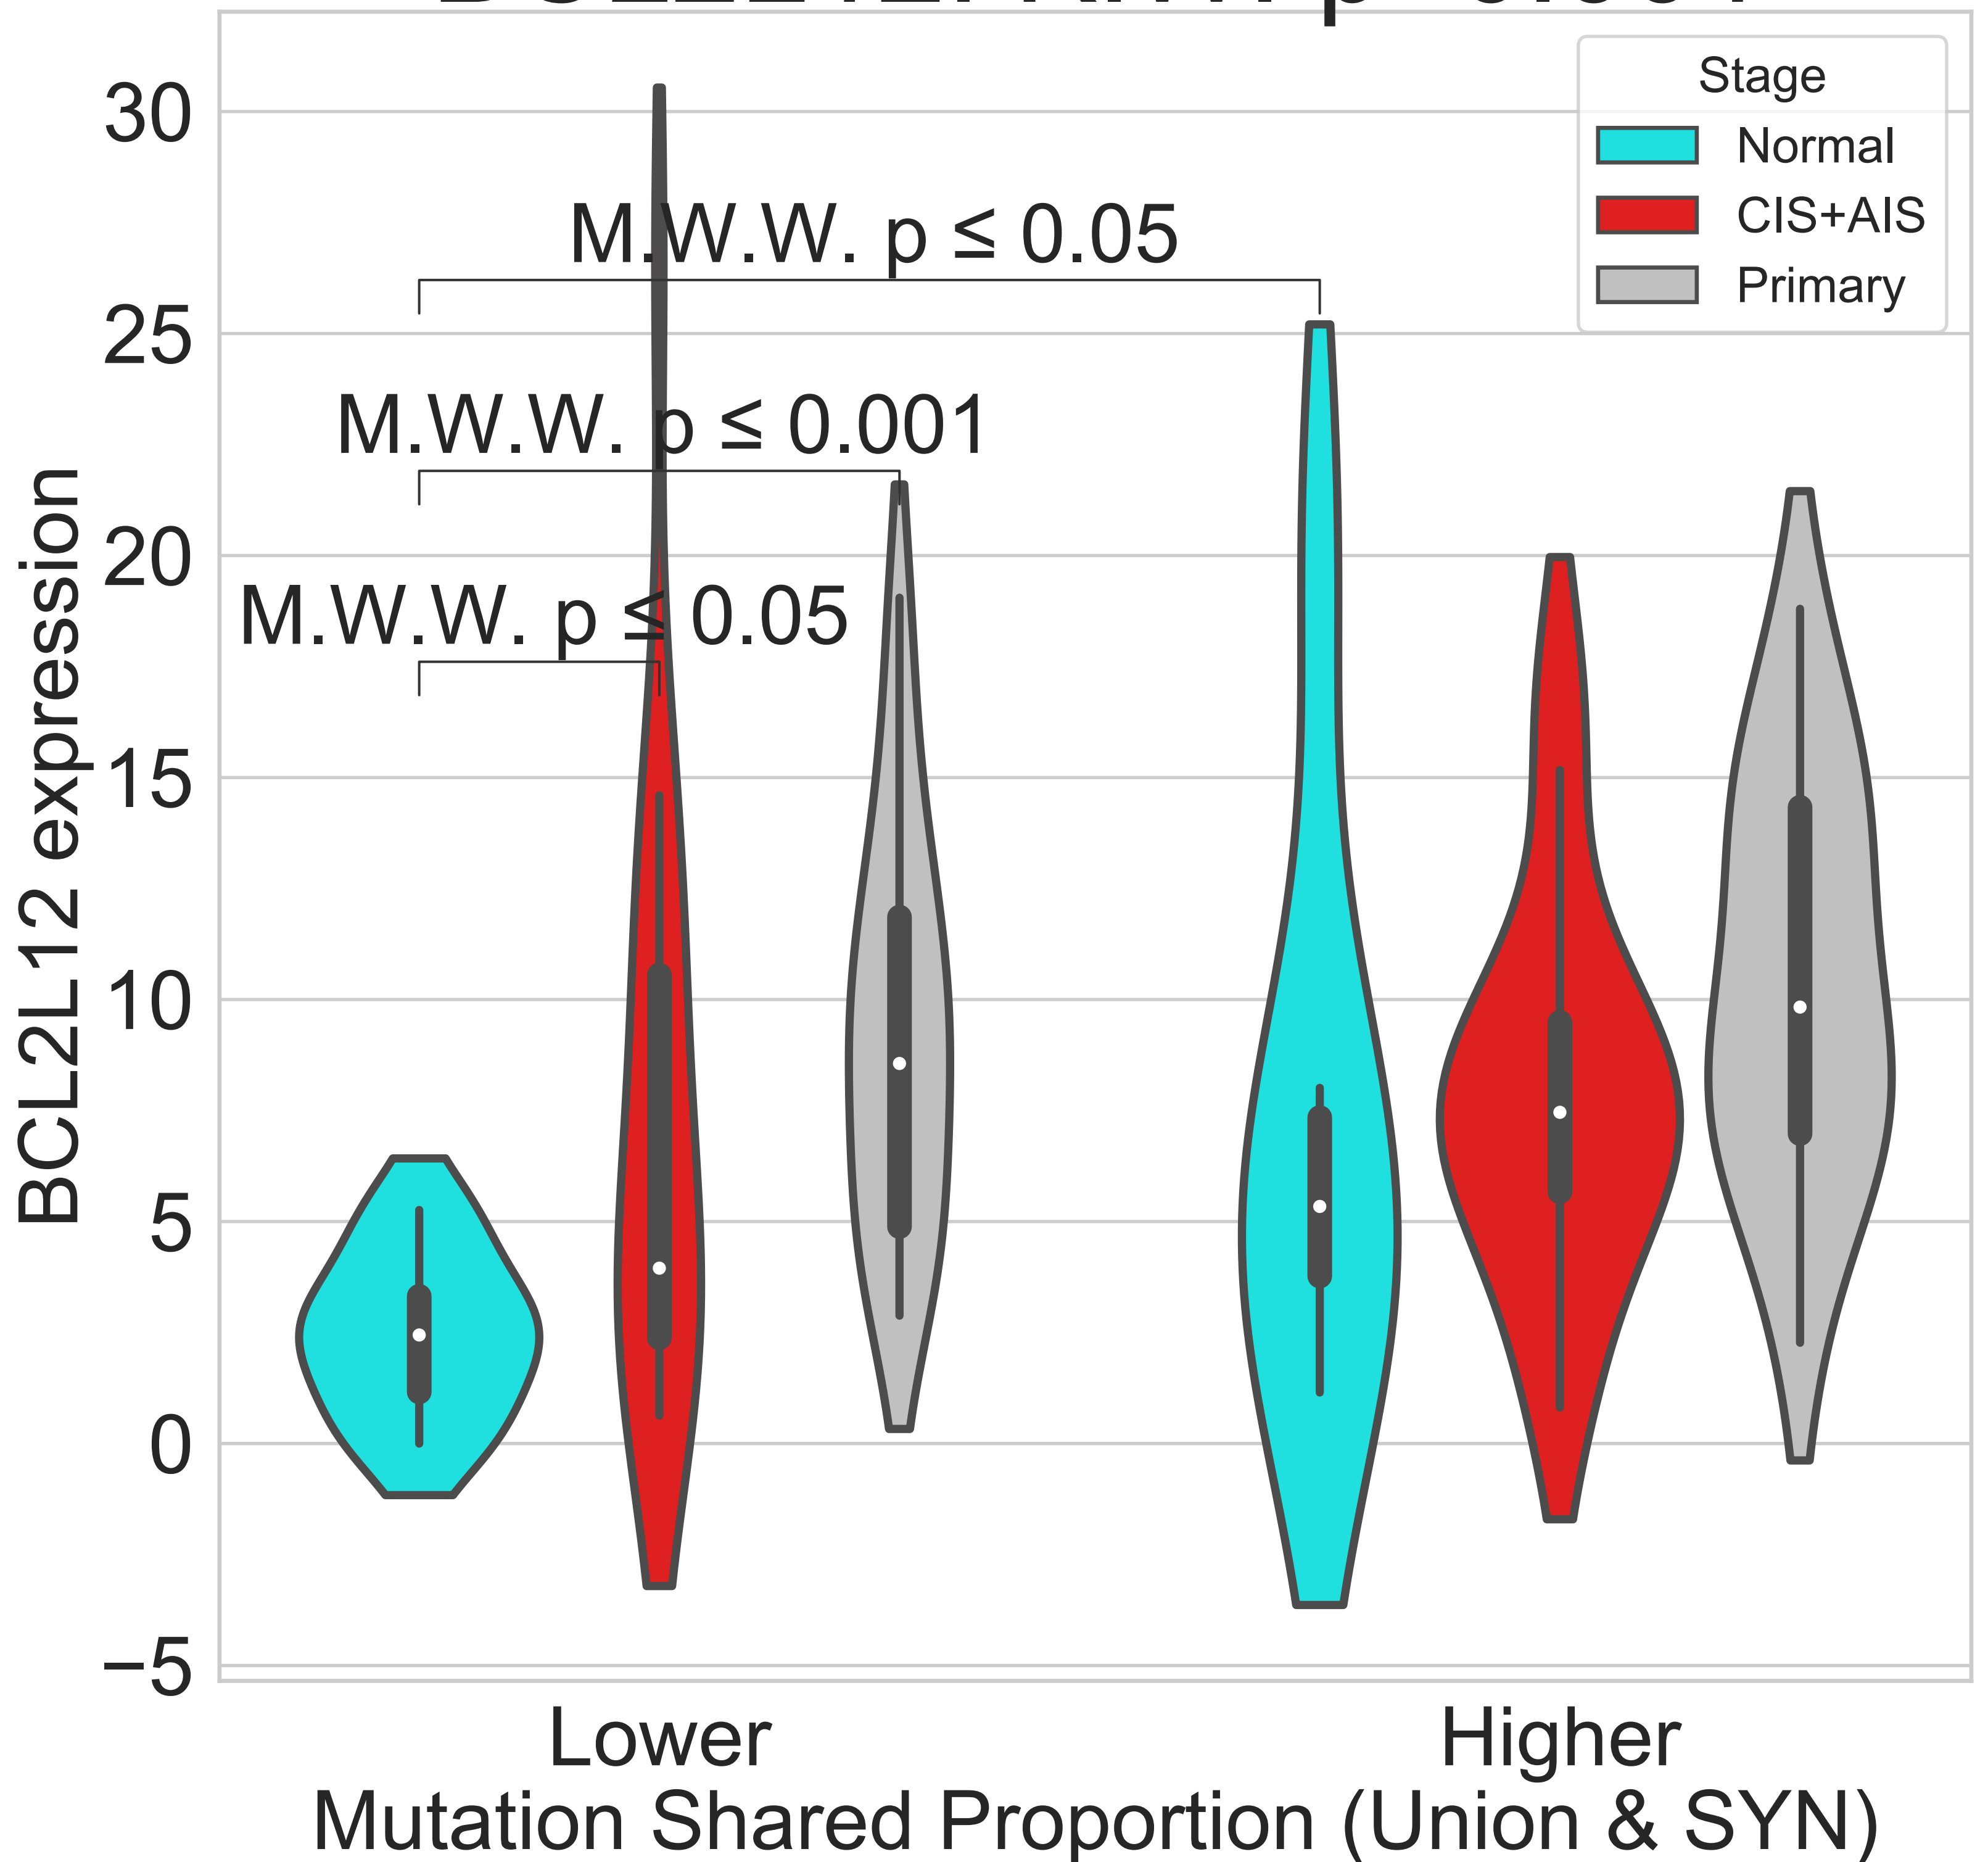 30
25
20
15
10
5
0
−5
BCL2L12 expression
Stage
Normal
CIS+AIS
Primary
M.W.W. p ≤ 0.05
M.W.W. p ≤ 0.001
M.W.W. p ≤ 0.05
Lower
Higher
Mutation Shared Proportion (Union & SYN)